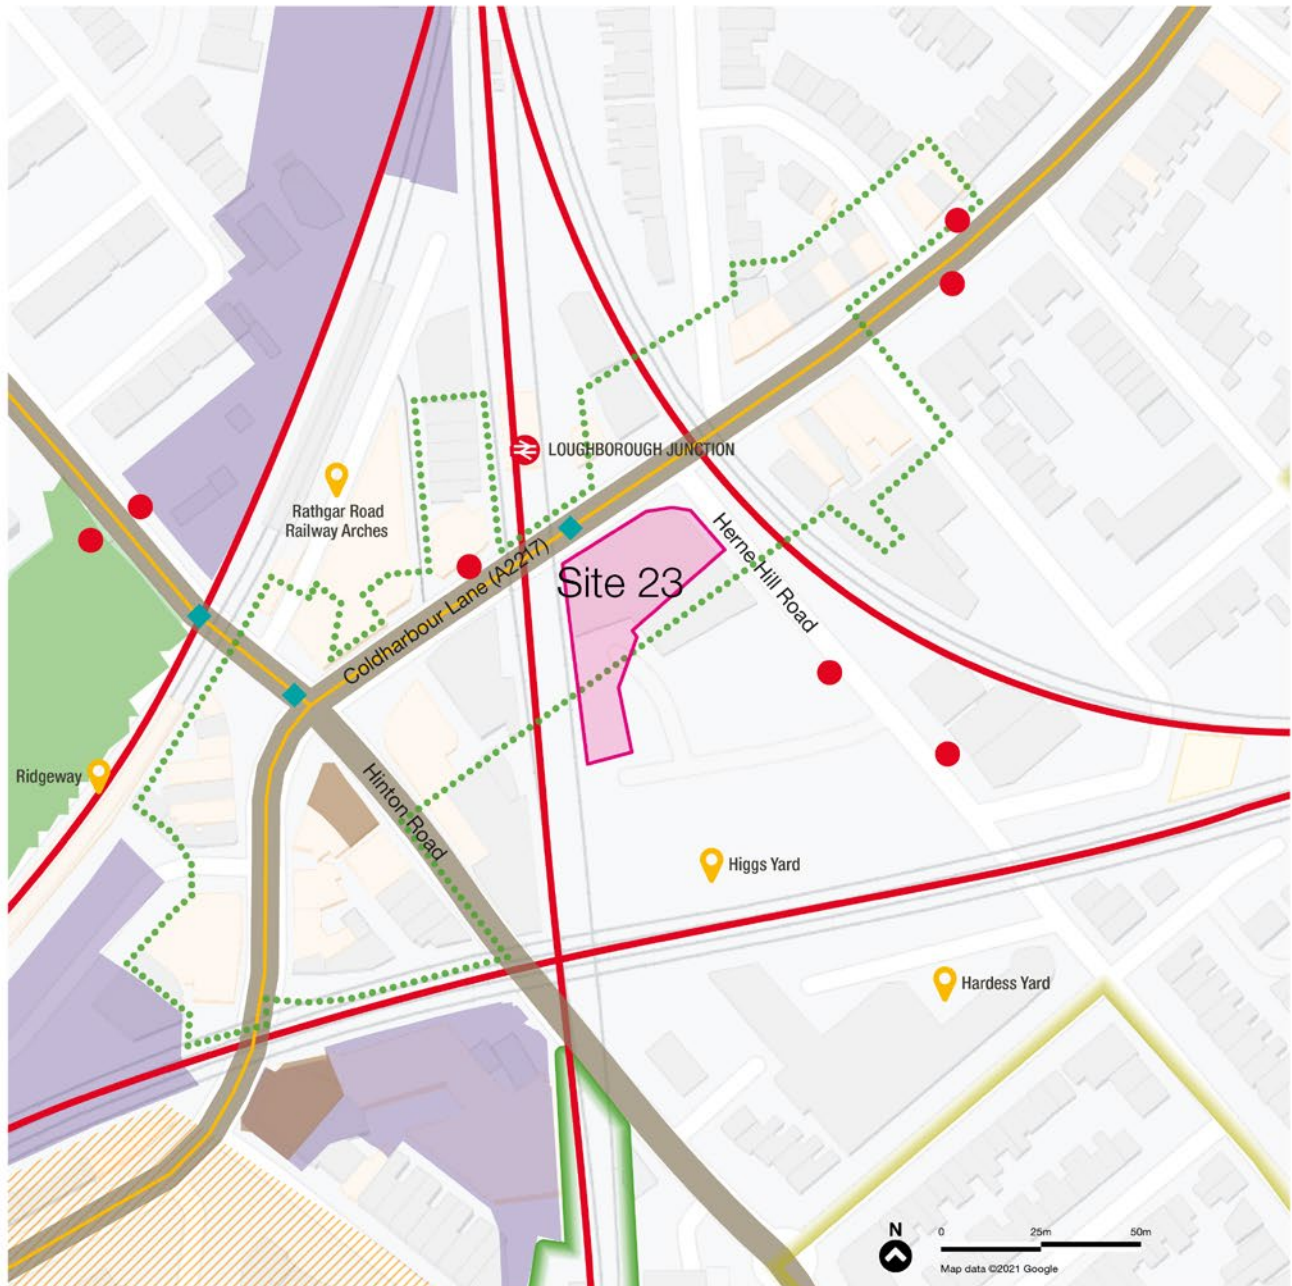 LOUGHBOROUGH JUNCTION
Rathgar Road
Railway Arches
Herne Hill Road
Site 23
Coldharbour Lane (A2217)
Ridgeway
Hinton Road
Higgs Yard
Hardess Yard
N
0 25m 50m
Map data ©2021 Google